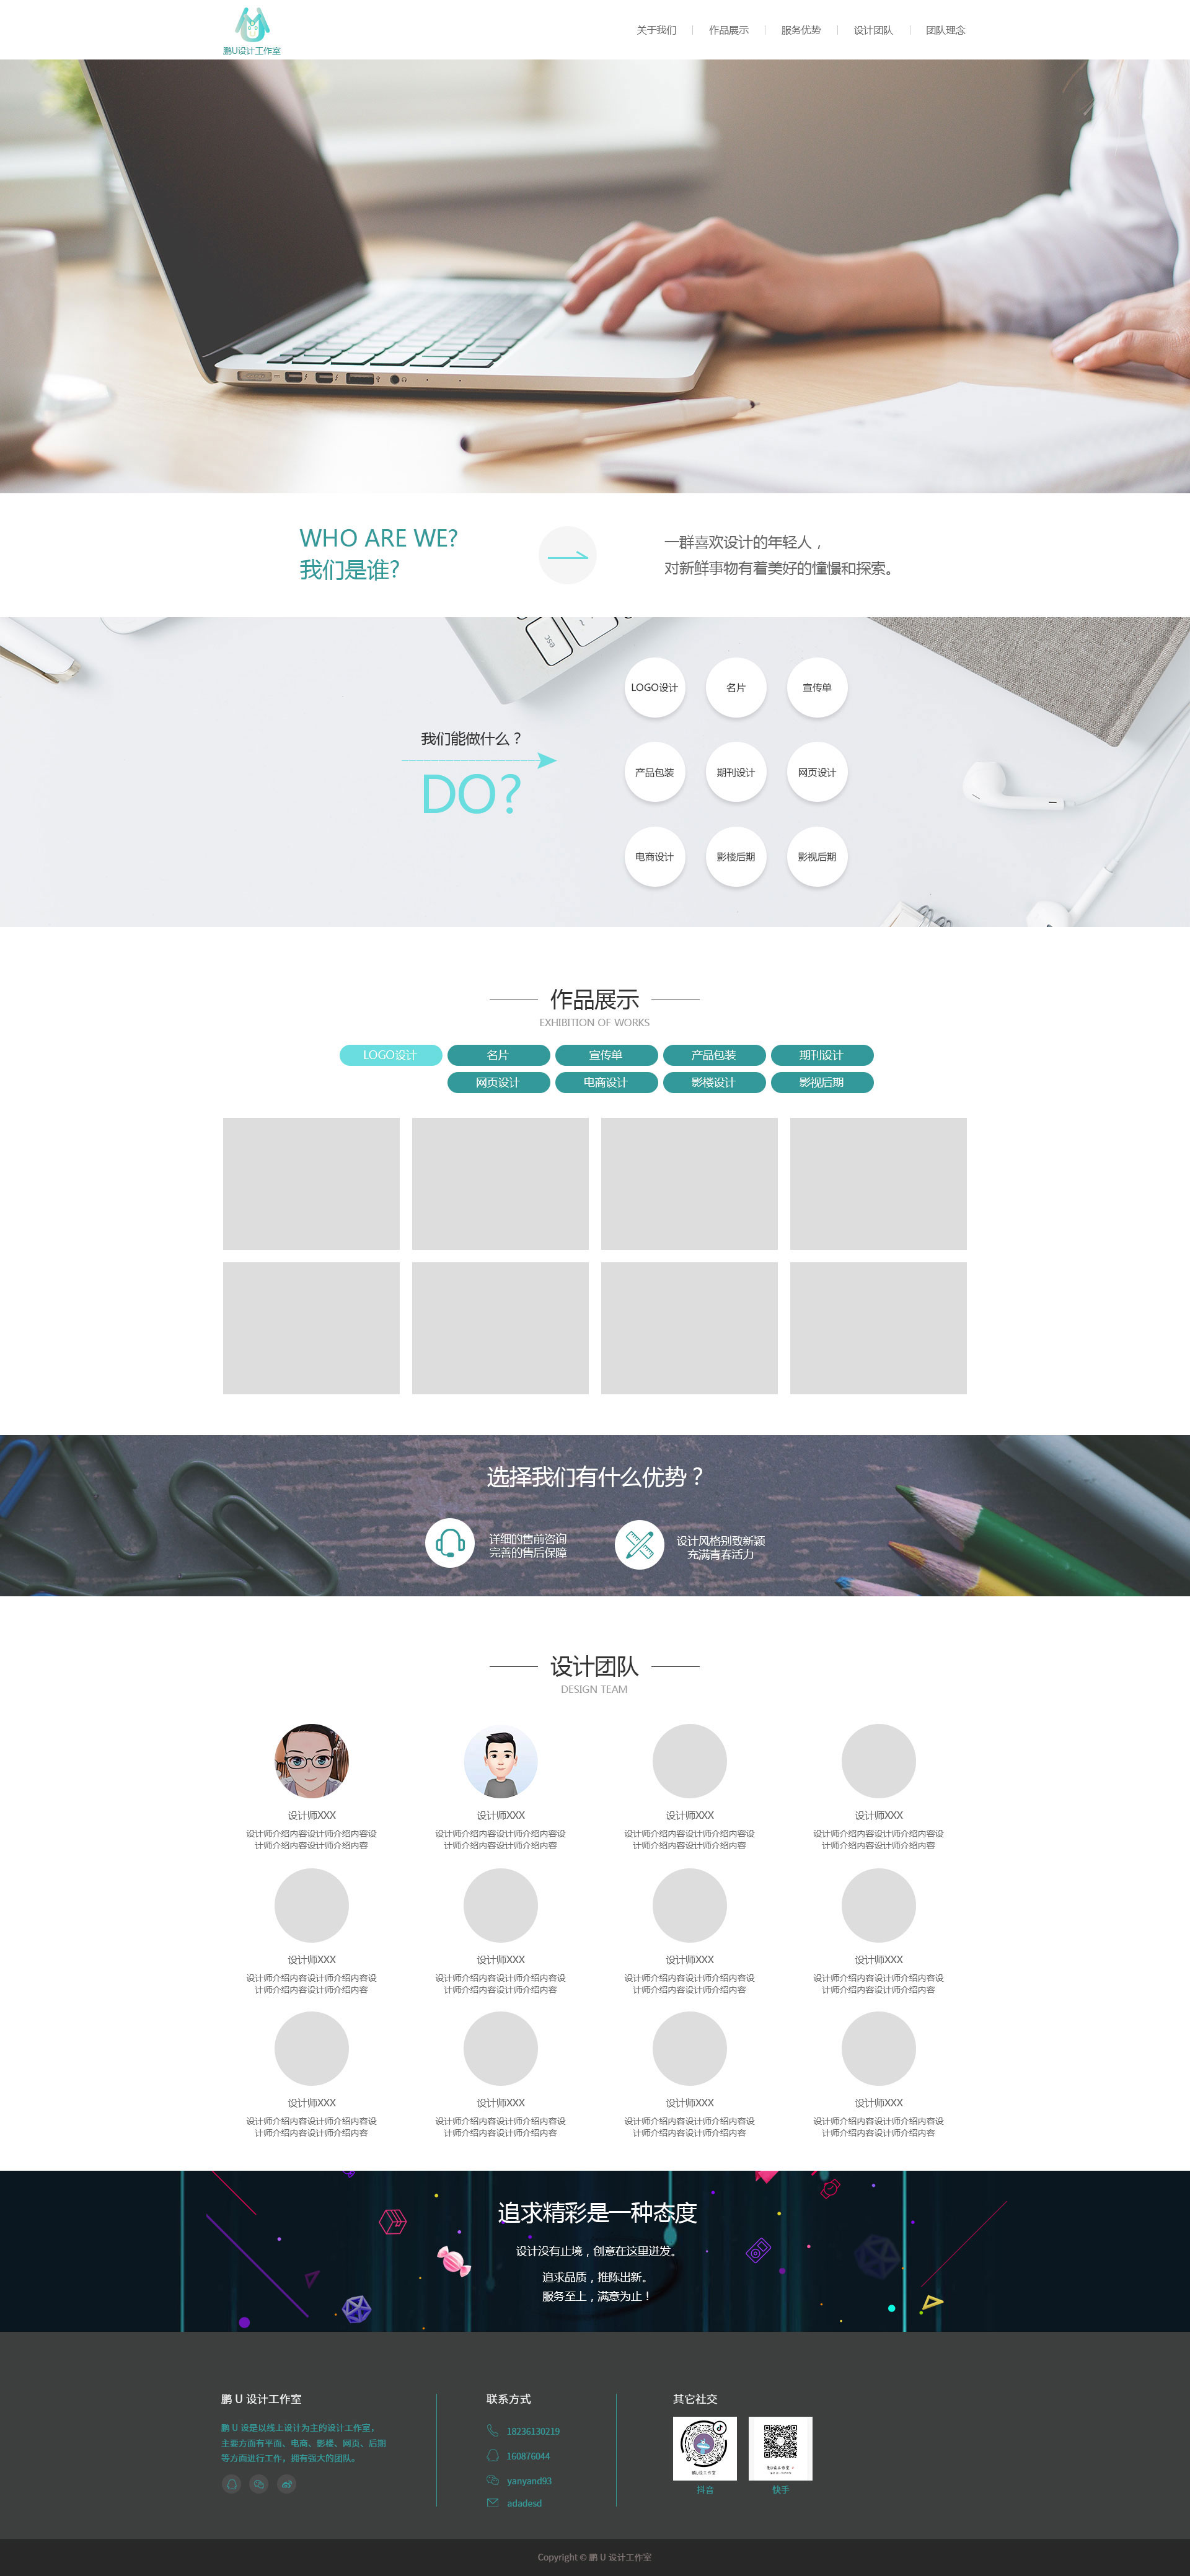 鹏U设计工作室
关于我们
作品展示
服务优势
设计团队
团队理念
WHO ARE WE?
我们是谁?
一群喜欢设计的年轻人，
对新鲜事物有着美好的憧憬和探索。
esc
LOGO设计
名片
宣传单
我们能做什么？
DO?
产品包装
期刊设计
网页设计
电商设计
影楼后期
影视后期
作品展示
EXHIBITION OF WORKS
LOGO设计
名片
宣传单
产品包装
期刊设计
网页设计
电商设计
影楼设计
影视后期
选择我们有什么优势？
详细的售前咨询
完善的售后保障
设计风格别致新颖
充满青春活力
设计团队
DESIGN TEAM
设计师XXX
设计师介绍内容设计师介绍内容设
计师介绍内容设计师介绍内容
设计师XXX
设计师介绍内容设计师介绍内容设
计师介绍内容设计师介绍内容
设计师XXX
设计师介绍内容设计师介绍内容设
计师介绍内容设计师介绍内容
设计师XXX
设计师介绍内容设计师介绍内容设
计师介绍内容设计师介绍内容
设计师XXX
设计师介绍内容设计师介绍内容设
计师介绍内容设计师介绍内容
设计师XXX
设计师介绍内容设计师介绍内容设
计师介绍内容设计师介绍内容
设计师XXX
设计师介绍内容设计师介绍内容设
计师介绍内容设计师介绍内容
设计师XXX
设计师介绍内容设计师介绍内容设
计师介绍内容设计师介绍内容
设计师XXX
设计师介绍内容设计师介绍内容设
计师介绍内容设计师介绍内容
设计师XXX
设计师介绍内容设计师介绍内容设
计师介绍内容设计师介绍内容
设计师XXX
设计师介绍内容设计师介绍内容设
计师介绍内容设计师介绍内容
设计师XXX
设计师介绍内容设计师介绍内容设
计师介绍内容设计师介绍内容
追求精彩是一种态度
设计没有止境，创意在这里迸发。
追求品质，推陈出新。
服务至上，满意为止！
鹏 U 设计工作室
鹏 U 设是以线上设计为主的设计工作室，
主要方面有平面、电商、影楼、网页、后期
等方面进行工作，拥有强大的团队。
联系方式
18236130219
160876044
yanyand93
adadesd
其它社交
鹏U设计工作室
抖音
快手
Copyright © 鹏 U 设计工作室